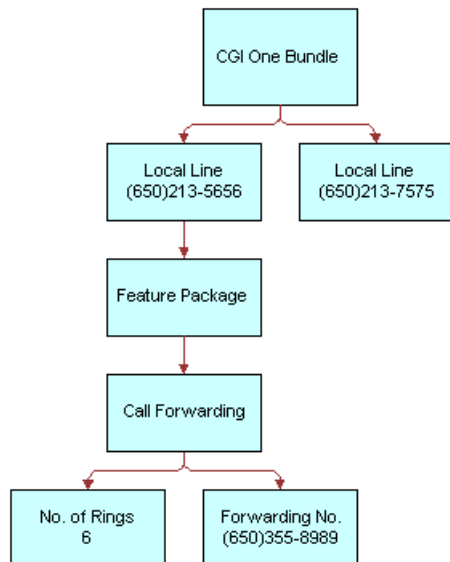 CGI One Bundle
Local Line
(650)213-5656
Local Line
(650)213-7575
Feature Package
Call Forwarding
No. of Rings
6
Forwarding No.
(650)355-8989